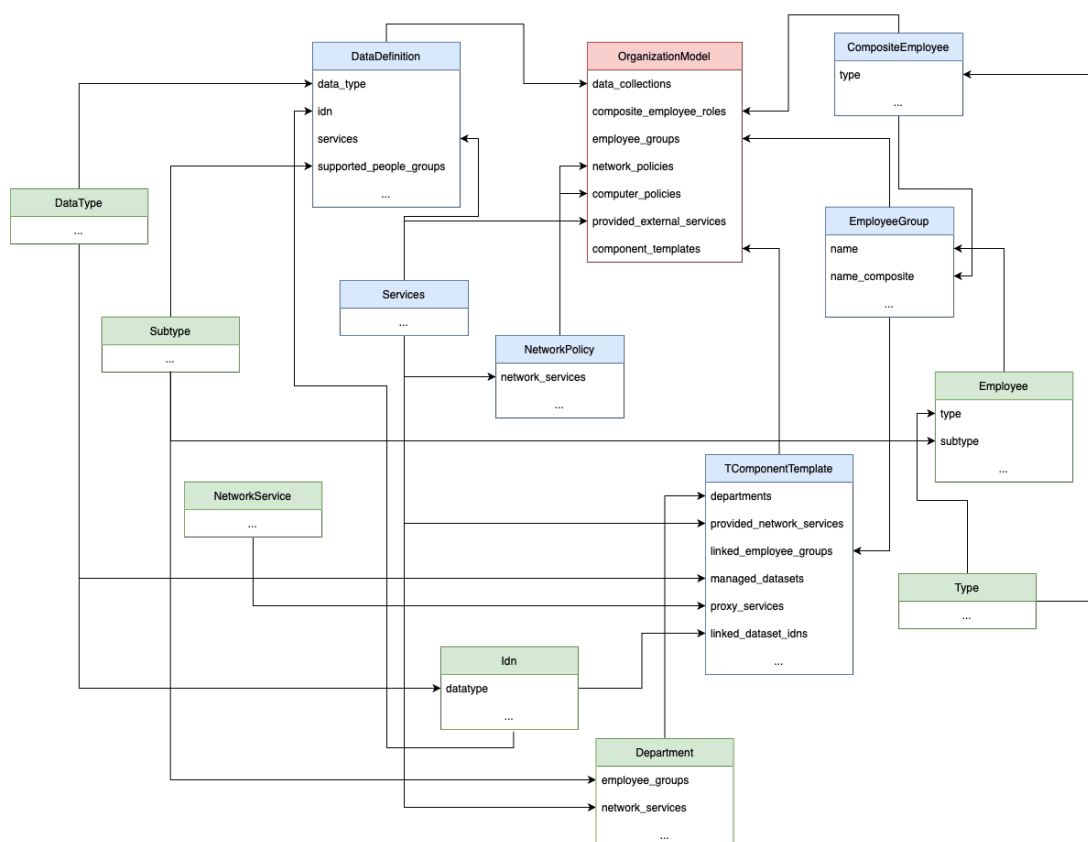 DataDefinition
data_type
idn
services
supported_people_groups
...
OrganizationModel
data_collections
composite_employee_roles
employee_groups
network_policies
computer_policies
provided_external_services
component_templates
CompositeEmployee
type
...
DataType
...
EmployeeGroup
name
name_composite
...
Services
...
Subtype
...
NetworkPolicy
network_services
...
Employee
type
subtype
...
TComponentTemplate
departments
provided_network_services
linked_employee_groups
managed_datasets
proxy_services
linked_dataset_idns
...
NetworkService
...
Type
...
Idn
datatype
...
Department
employee_groups
network_services
...